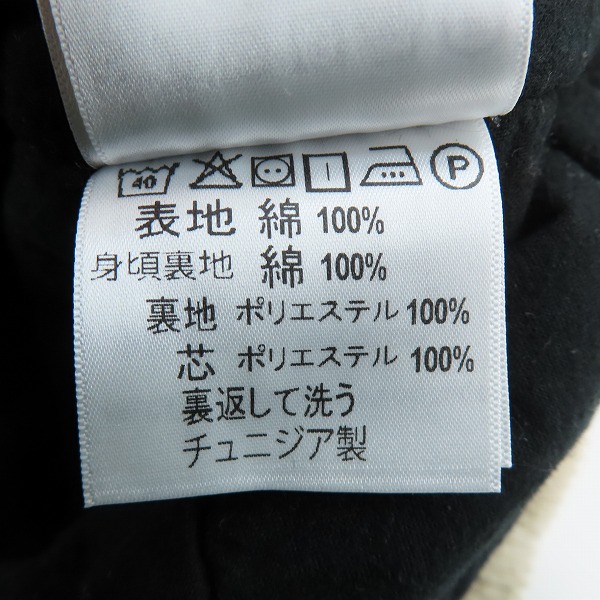 40 P
表地 綿 100%
身頃裏地 綿 100%
裏地 ポリエステル 100%
芯 ポリエステル 100%
裏返して洗う
チュニジア製